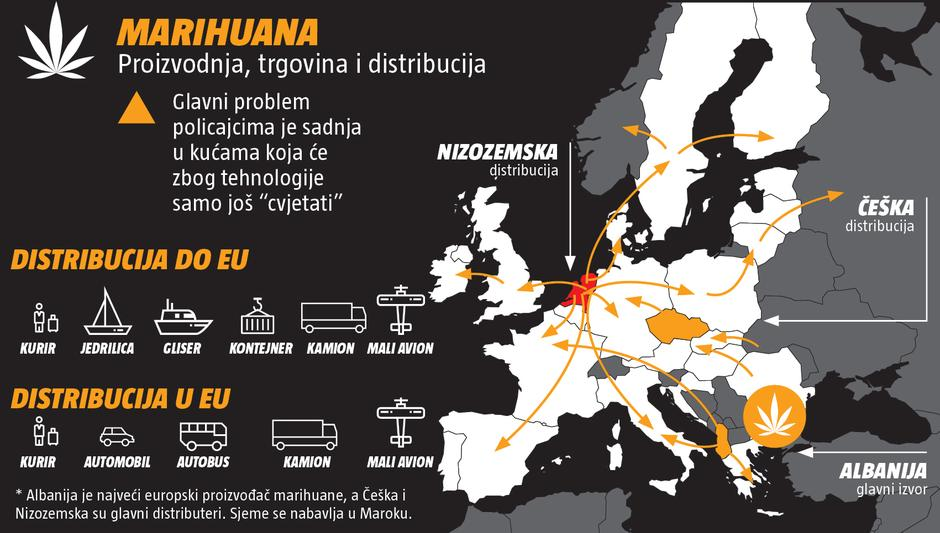 MARIHUANA
Proizvodnja, trgovina i distribucija
Glavni problem
policajcima je sadnja
u kućama koja će
zbog tehnologije
samo još “cvjetati”
DISTRIBUCIJA DO EU
KURIR JEDRILICA GLISER KONTEJNER KAMION MALI AVION
DISTRIBUCIJA U EU
KURIR AUTOMOBIL AUTOBUS KAMION MALI AVION
* Albanija je najveći europski proizvođač marihuane, a Češka i
Nizozemska su glavni distributeri. Sjeme se nabavlja u Maroku.
NIZOZEMSKA
distribucija
ČEŠKA
distribucija
ALBANIJA
glavni izvor